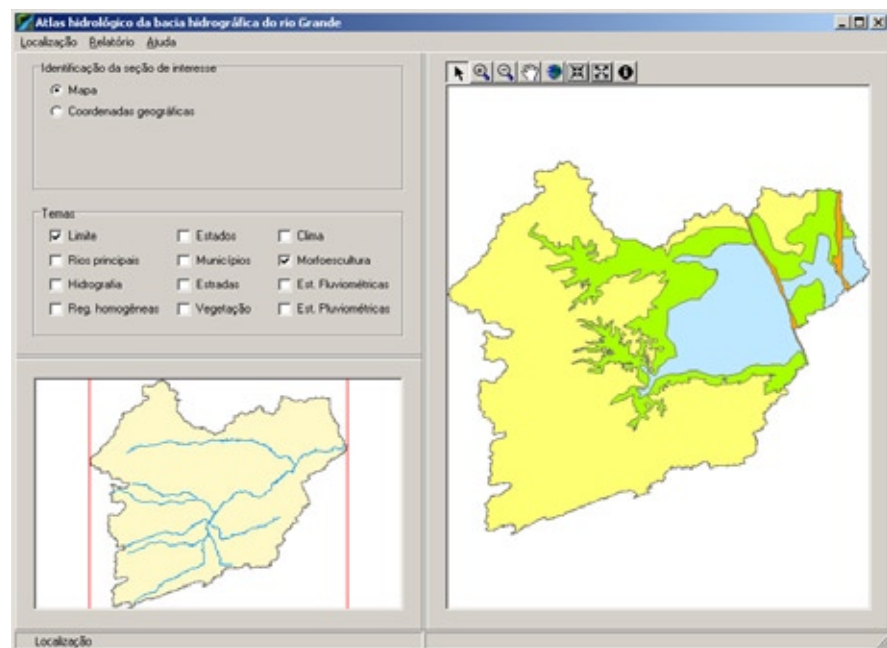 Atlas hidrológico da bacia hidrográfica do rio Grande
Localização Relatório Ajuda
Identificação da seção de interesse
Mapa
Coordenadas geográficas
Temas
Limite Estados Clima
Rios principais Municípios Morfoescultura
Hidrografia Estradas Est. Fluviométricas
Reg. homogêneas Vegetação Est. Pluviométricas
Localização